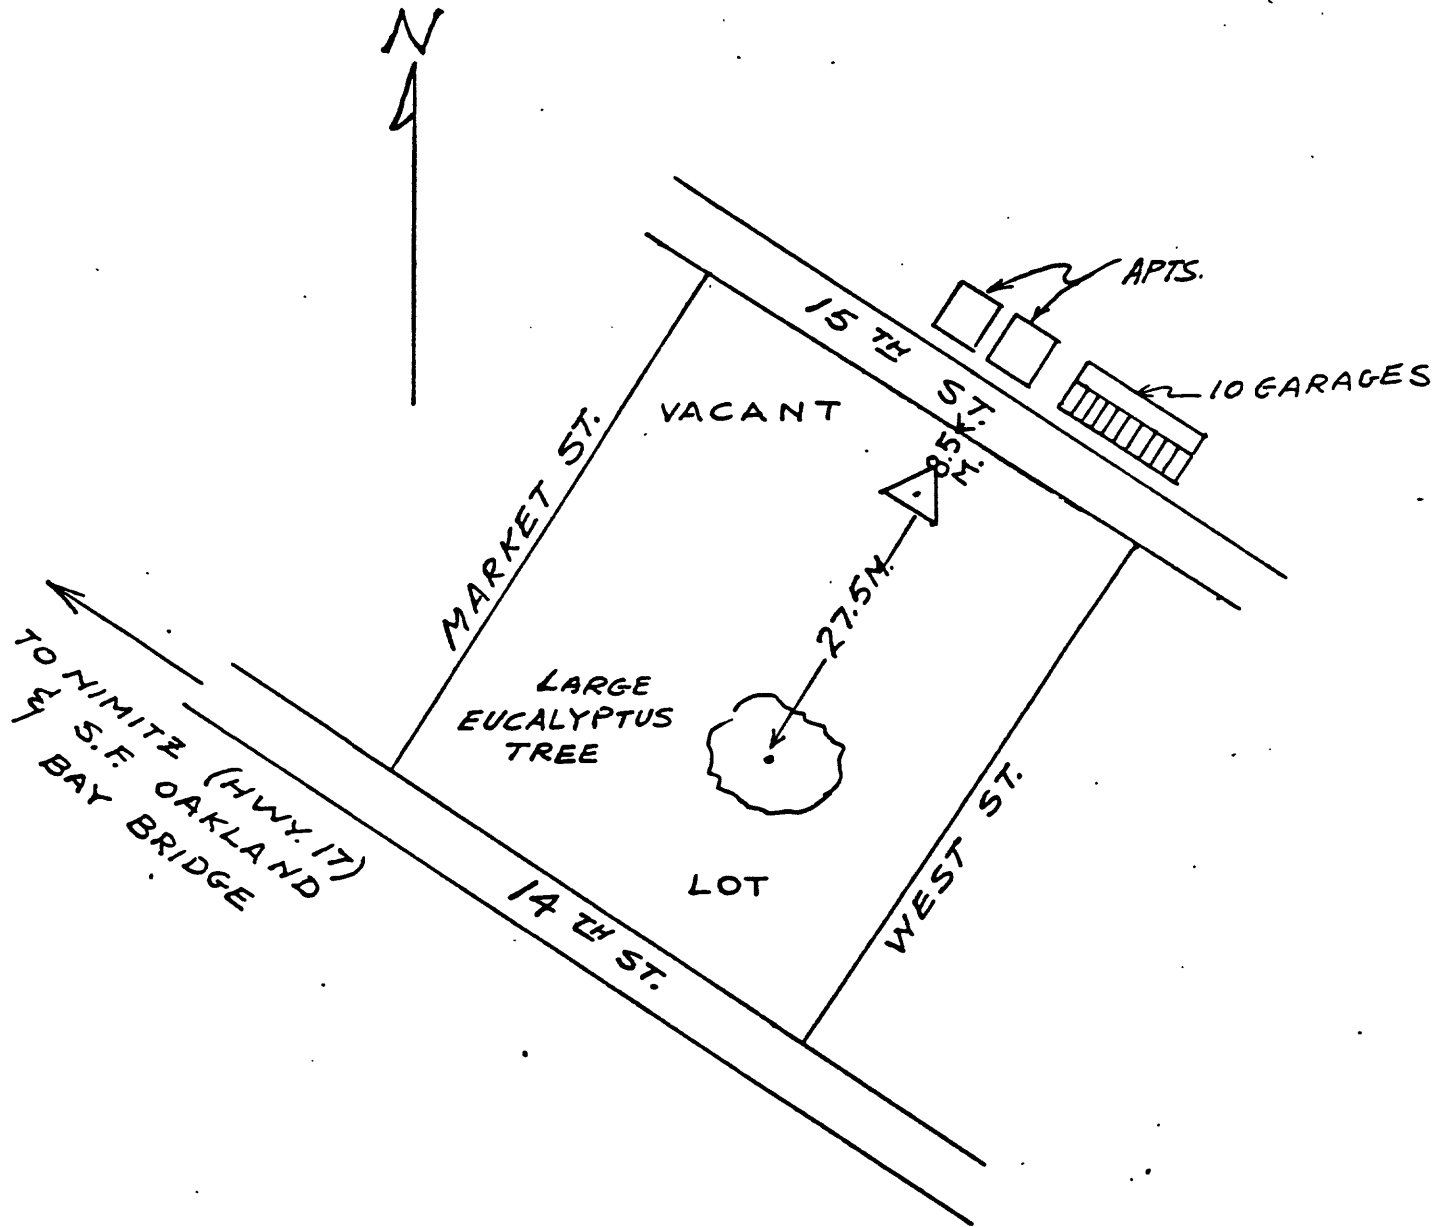 N
APTS.
15TH ST.
10 GARAGES
VACANT
8.5
M.
MARKET ST.
27.5M.
LARGE
EUCALYPTUS
TREE
TO NIMITZ (HWY. 17)
& S.F. OAKLAND
BAY BRIDGE
WEST ST.
LOT
14TH ST.